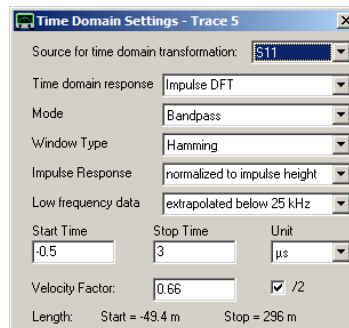 Time Domain Settings - Trace 5
Source for time domain transformation: S11
Time domain response Impulse DFT
Mode Bandpass
Window Type Hamming
Impulse Response normalized to impulse height
Low frequency data extrapolated below 25 kHz
Start Time Stop Time Unit
-0.5 3 µs
Velocity Factor: 0.66 /2
Length: Start = -49.4 m Stop = 296 m